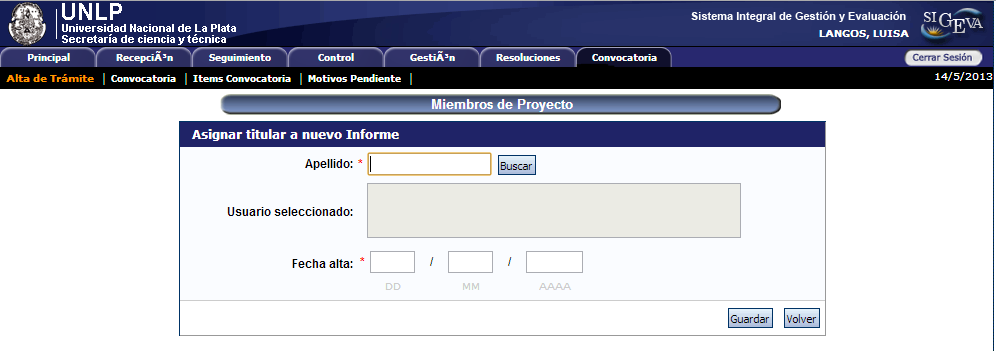 UNLP
Universidad Nacional de La Plata
Secretaría de ciencia y técnica
Sistema Integral de Gestión y Evaluación
LANGOS, LUISA
SIGEVA
Principal
RecepciÃ³n
Seguimiento
Control
GestiÃ³n
Resoluciones
Convocatoria
Cerrar Sesión
Alta de Trámite | Convocatoria | Items Convocatoria | Motivos Pendiente |
14/5/2013
Miembros de Proyecto
Asignar titular a nuevo Informe
Apellido: *
Buscar
Usuario seleccionado:
Fecha alta: * / /
DD MM AAAA
Guardar Volver